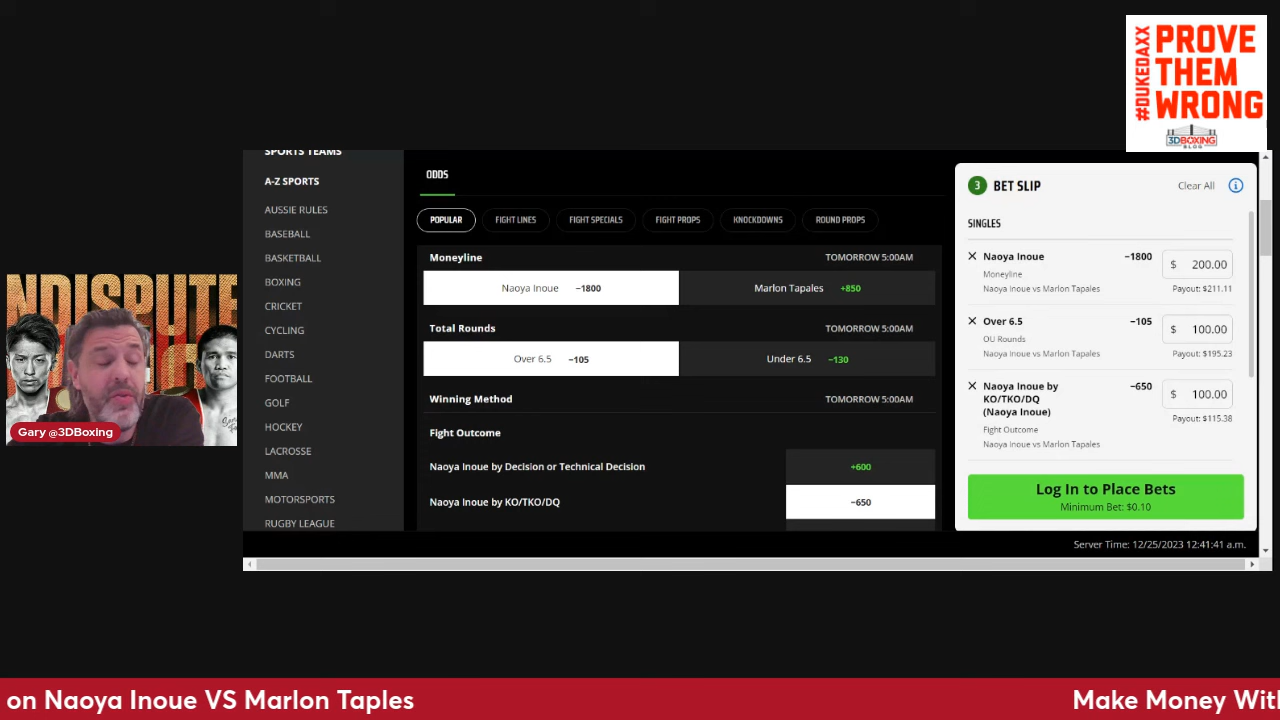 #DUKEDAXX
PROVE
THEM
WRONG
3DBOXING
BLOG
SPORTS TEAMS
A-Z SPORTS
AUSSIE RULES
BASEBALL
BASKETBALL
BOXING
CRICKET
CYCLING
DARTS
FOOTBALL
GOLF
HOCKEY
LACROSSE
MMA
MOTORSPORTS
RUGBY LEAGUE
ODDS
POPULAR FIGHT LINES FIGHT SPECIALS FIGHT PROPS KNOCKDOWNS ROUND PROPS
Moneyline TOMORROW 5:00AM
Naoya Inoue −1800 Marlon Tapales +850
Total Rounds TOMORROW 5:00AM
Over 6.5 −105 Under 6.5 −130
Winning Method TOMORROW 5:00AM
Fight Outcome
Naoya Inoue by Decision or Technical Decision +600
Naoya Inoue by KO/TKO/DQ −650
3 BET SLIP Clear All i
SINGLES
Naoya Inoue −1800 $ 200.00
Moneyline
Naoya Inoue vs Marlon Tapales Payout: $211.11
Over 6.5 −105 $ 100.00
OU Rounds
Naoya Inoue vs Marlon Tapales Payout: $195.23
Naoya Inoue by −650 $ 100.00
KO/TKO/DQ
(Naoya Inoue) Payout: $115.38
Fight Outcome
Naoya Inoue vs Marlon Tapales
Log In to Place Bets
Minimum Bet: $0.10
Server Time: 12/25/2023 12:41:41 a.m.
NDISPUTE
Gary @3DBoxing
on Naoya Inoue VS Marlon Taples Make Money With